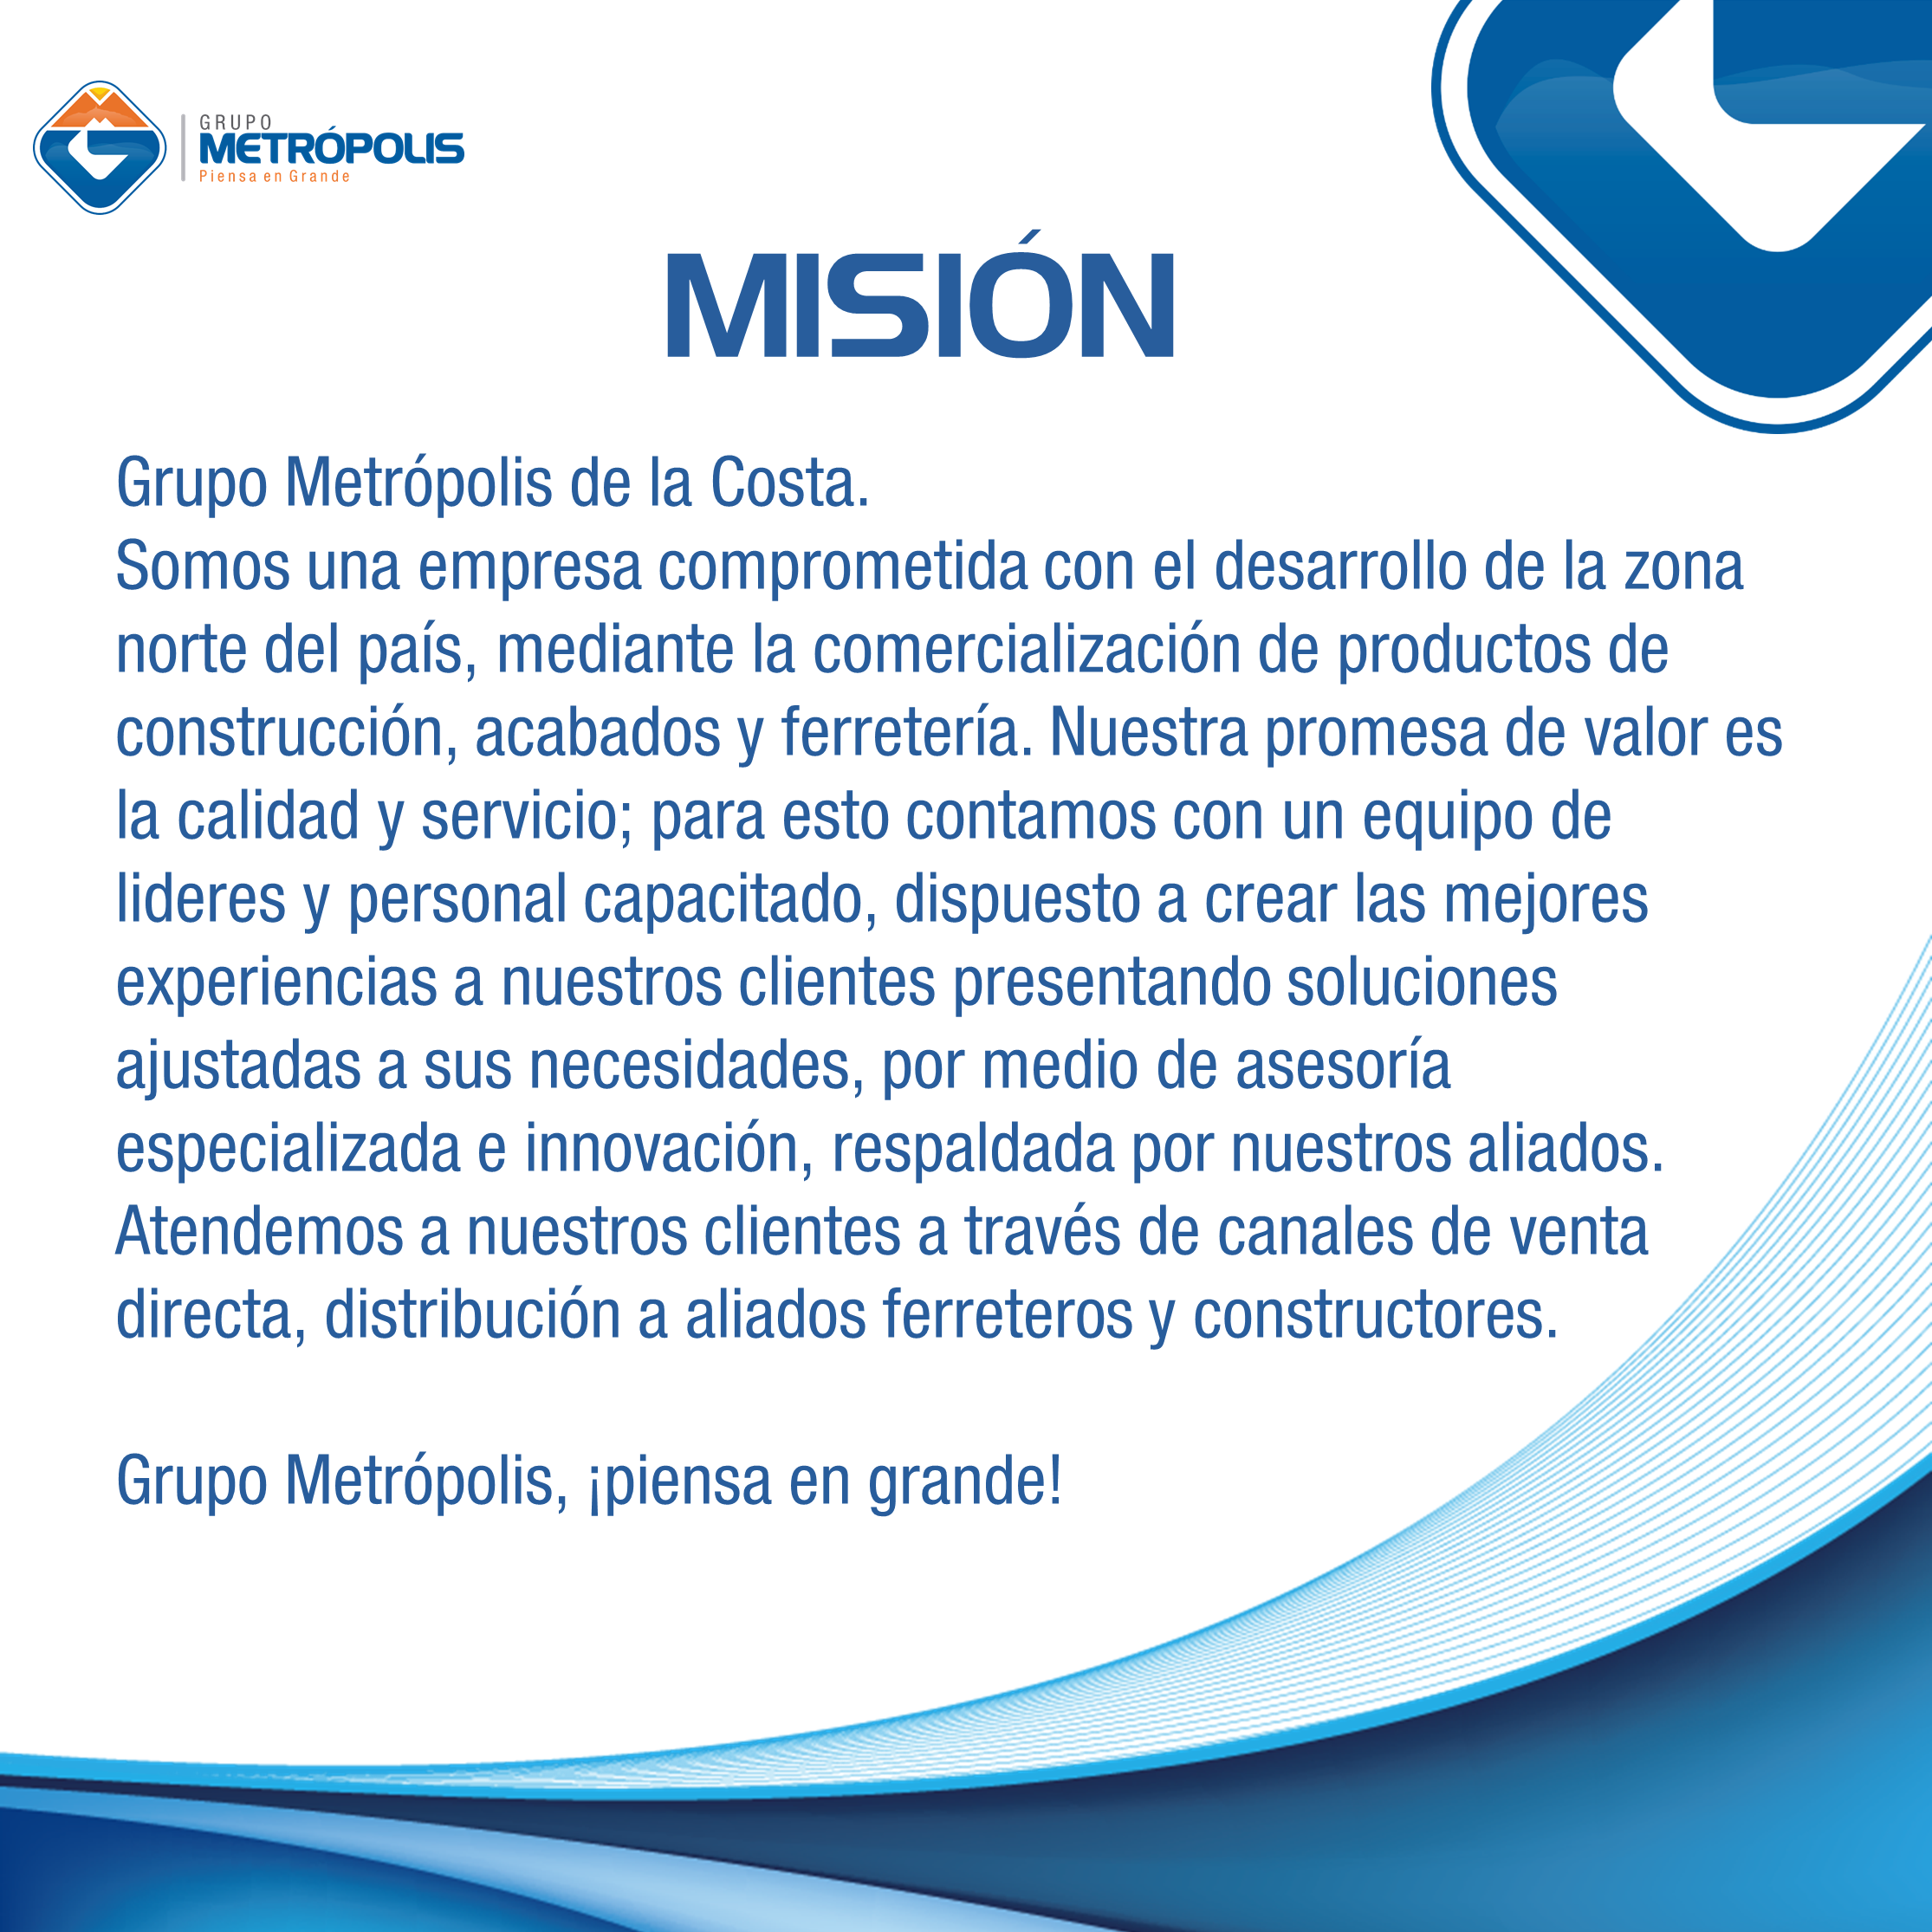 GRUPO
METRÓPOLIS
Piensa en Grande
MISIÓN
Grupo Metrópolis de la Costa.
Somos una empresa comprometida con el desarrollo de la zona
norte del país, mediante la comercialización de productos de
construcción, acabados y ferretería. Nuestra promesa de valor es
la calidad y servicio; para esto contamos con un equipo de
lideres y personal capacitado, dispuesto a crear las mejores
experiencias a nuestros clientes presentando soluciones
ajustadas a sus necesidades, por medio de asesoría
especializada e innovación, respaldada por nuestros aliados.
Atendemos a nuestros clientes a través de canales de venta
directa, distribución a aliados ferreteros y constructores.
Grupo Metrópolis, ¡piensa en grande!